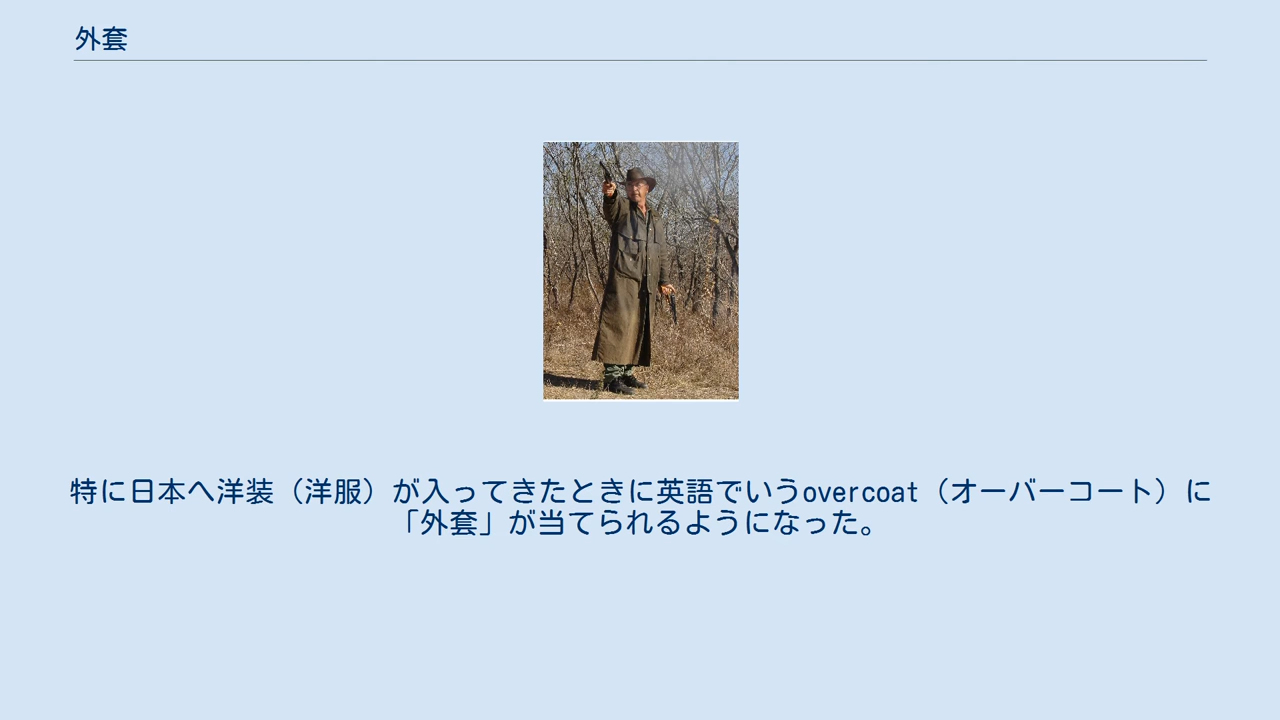 外套
特に日本へ洋装（洋服）が入ってきたときに英語でいうovercoat（オーバーコート）に
「外套」が当てられるようになった。